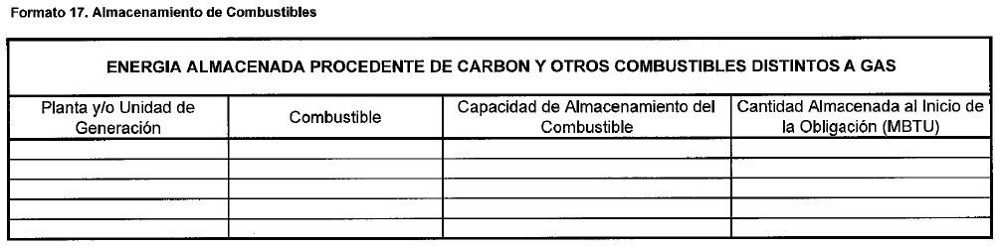 Formato 17. Almacenamiento de Combustibles
ENERGIA ALMACENADA PROCEDENTE DE CARBON Y OTROS COMBUSTIBLES DISTINTOS A GAS
Planta y/o Unidad de
Generación
Combustible
Capacidad de Almacenamiento del
Combustible
Cantidad Almacenada al Inicio de
la Obligación (MBTU)